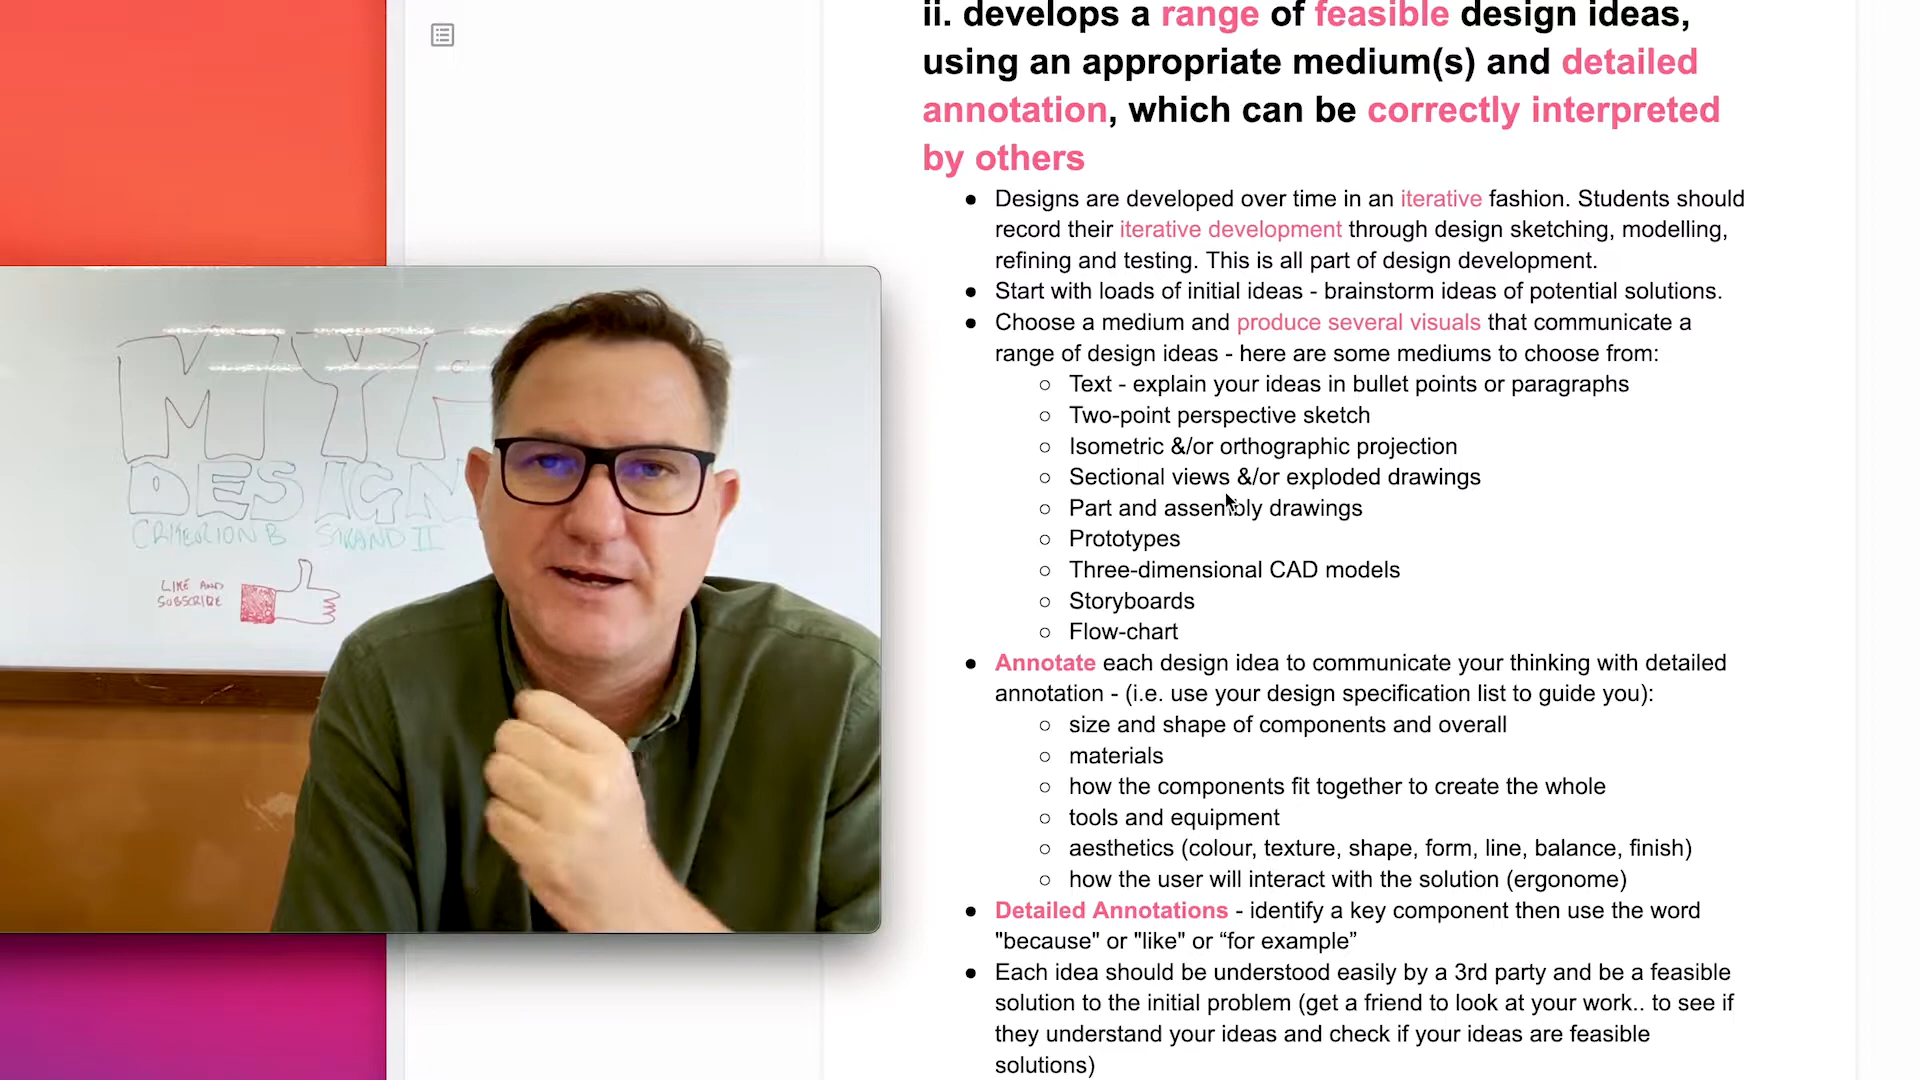 ii. develops a range of feasible design ideas,
using an appropriate medium(s) and detailed
annotation, which can be correctly interpreted
by others
● Designs are developed over time in an iterative fashion. Students should
record their iterative development through design sketching, modelling,
refining and testing. This is all part of design development.
● Start with loads of initial ideas - brainstorm ideas of potential solutions.
● Choose a medium and produce several visuals that communicate a
range of design ideas - here are some mediums to choose from:
○ Text - explain your ideas in bullet points or paragraphs
○ Two-point perspective sketch
○ Isometric &/or orthographic projection
○ Sectional views &/or exploded drawings
○ Part and assembly drawings
○ Prototypes
○ Three-dimensional CAD models
○ Storyboards
○ Flow-chart
● Annotate each design idea to communicate your thinking with detailed
annotation - (i.e. use your design specification list to guide you):
○ size and shape of components and overall
○ materials
○ how the components fit together to create the whole
○ tools and equipment
○ aesthetics (colour, texture, shape, form, line, balance, finish)
○ how the user will interact with the solution (ergonome)
● Detailed Annotations - identify a key component then use the word
"because" or "like" or “for example”
● Each idea should be understood easily by a 3rd party and be a feasible
solution to the initial problem (get a friend to look at your work.. to see if
they understand your ideas and check if your ideas are feasible
solutions)
MYP
DESIGN
CRITERION B STRAND II
LIKE AND
SUBSCRIBE